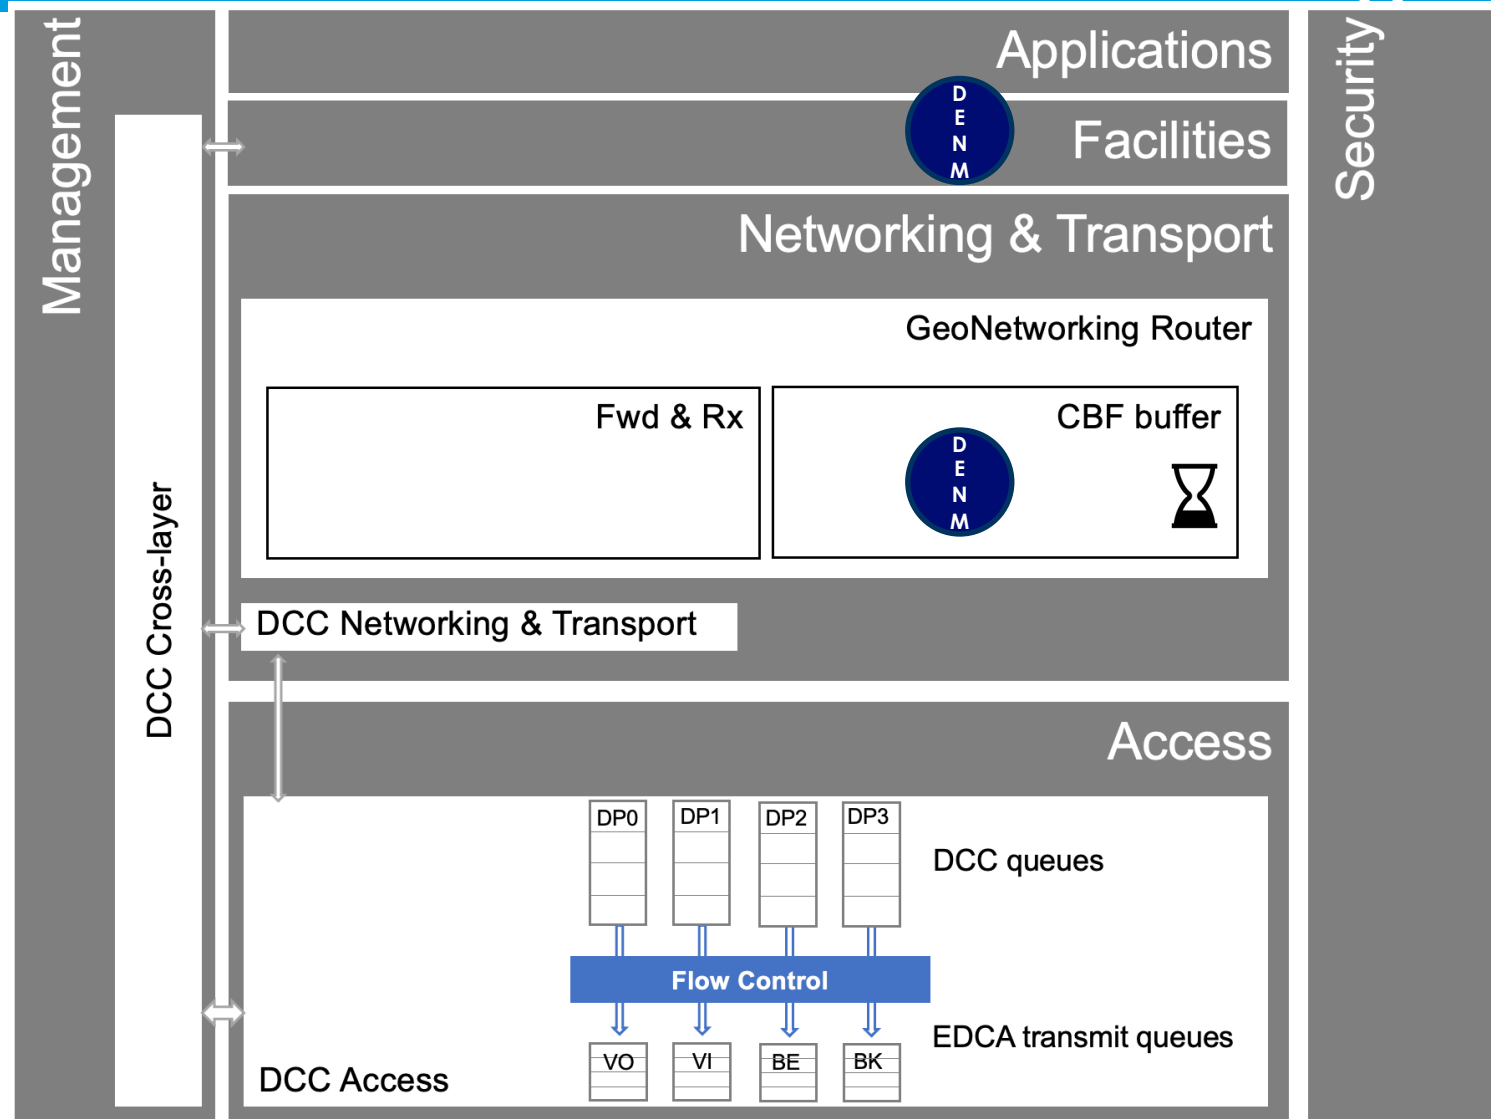 Management
Applications
Security
D
E
N
M
Facilities
Networking & Transport
GeoNetworking Router
Fwd & Rx
CBF buffer
D
E
N
M
DCC Cross-layer
DCC Networking & Transport
Access
DP0 DP1 DP2 DP3
DCC queues
Flow Control
EDCA transmit queues
VO VI BE BK
DCC Access